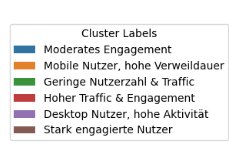 Cluster Labels
Moderates Engagement
Mobile Nutzer, hohe Verweildauer
Geringe Nutzerzahl & Traffic
Hoher Traffic & Engagement
Desktop Nutzer, hohe Aktivität
Stark engagierte Nutzer